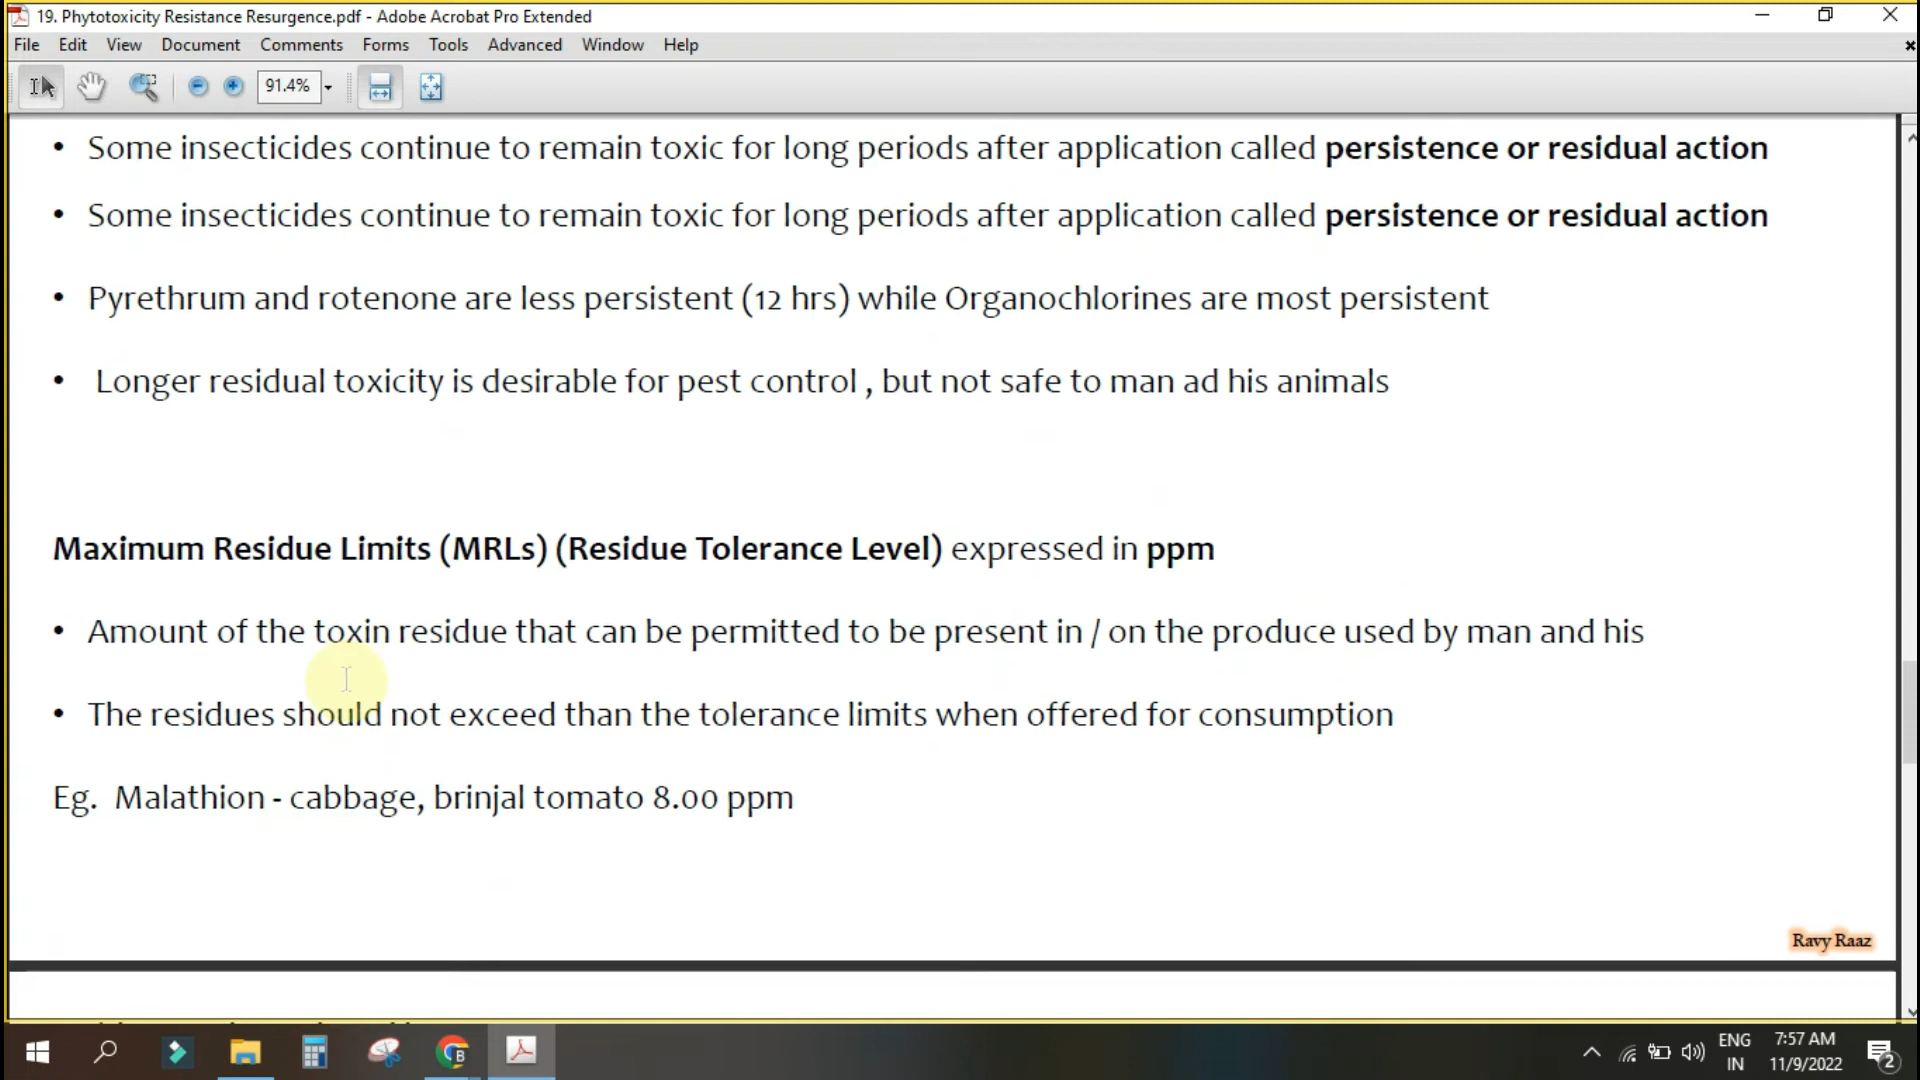 19. Phytotoxicity Resistance Resurgence.pdf - Adobe Acrobat Pro Extended
File Edit View Document Comments Forms Tools Advanced Window Help
91.4%
• Some insecticides continue to remain toxic for long periods after application called persistence or residual action
• Some insecticides continue to remain toxic for long periods after application called persistence or residual action
• Pyrethrum and rotenone are less persistent (12 hrs) while Organochlorines are most persistent
• Longer residual toxicity is desirable for pest control , but not safe to man ad his animals
Maximum Residue Limits (MRLs) (Residue Tolerance Level) expressed in ppm
• Amount of the toxin residue that can be permitted to be present in / on the produce used by man and his
• The residues should not exceed than the tolerance limits when offered for consumption
Eg. Malathion - cabbage, brinjal tomato 8.00 ppm
Ravy Raaz
ENG 7:57 AM
IN 11/9/2022 2